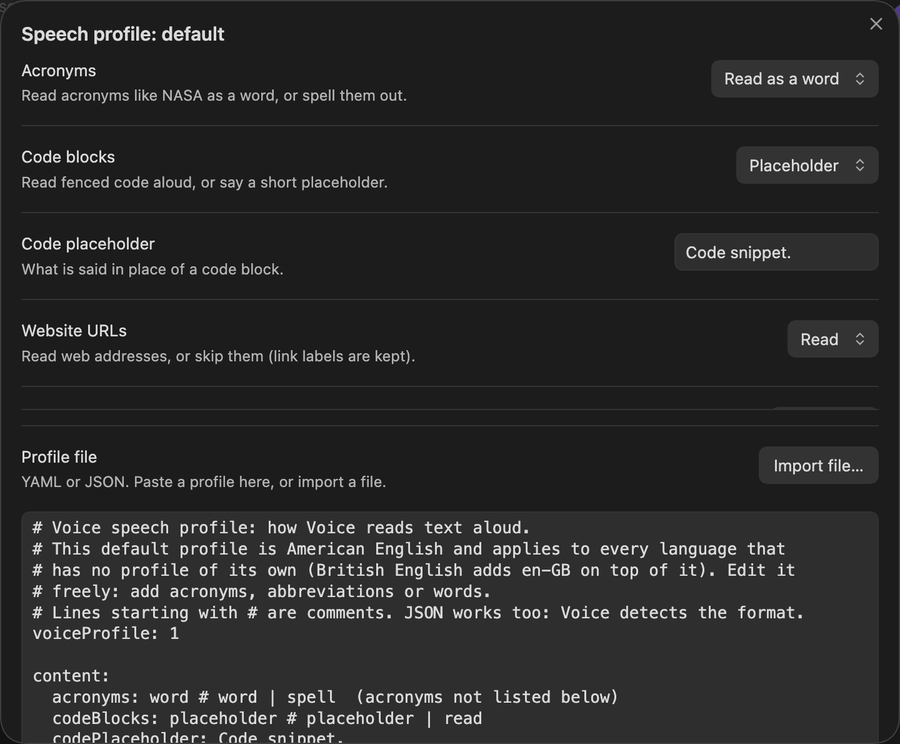 Speech profile: default
Acronyms
Read acronyms like NASA as a word, or spell them out.
Read as a word
Code blocks
Read fenced code aloud, or say a short placeholder.
Placeholder
Code placeholder
What is said in place of a code block.
Code snippet.
Website URLs
Read web addresses, or skip them (link labels are kept).
Read
Profile file
YAML or JSON. Paste a profile here, or import a file.
Import file...
# Voice speech profile: how Voice reads text aloud.
# This default profile is American English and applies to every language that
# has no profile of its own (British English adds en-GB on top of it). Edit it
# freely: add acronyms, abbreviations or words.
# Lines starting with # are comments. JSON works too: Voice detects the format.
voiceProfile: 1
content:
  acronyms: word # word | spell  (acronyms not listed below)
  codeBlocks: placeholder # placeholder | read
  codePlaceholder: Code snippet.